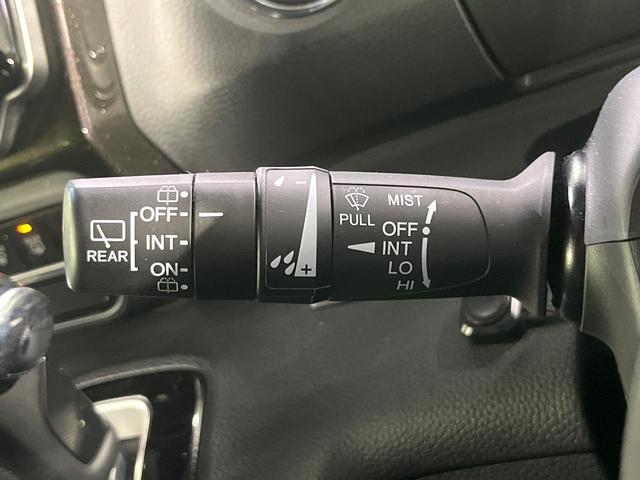 OFF
INT
ON
REAR
-
+
PULL
MIST
OFF
INT
LO
HI